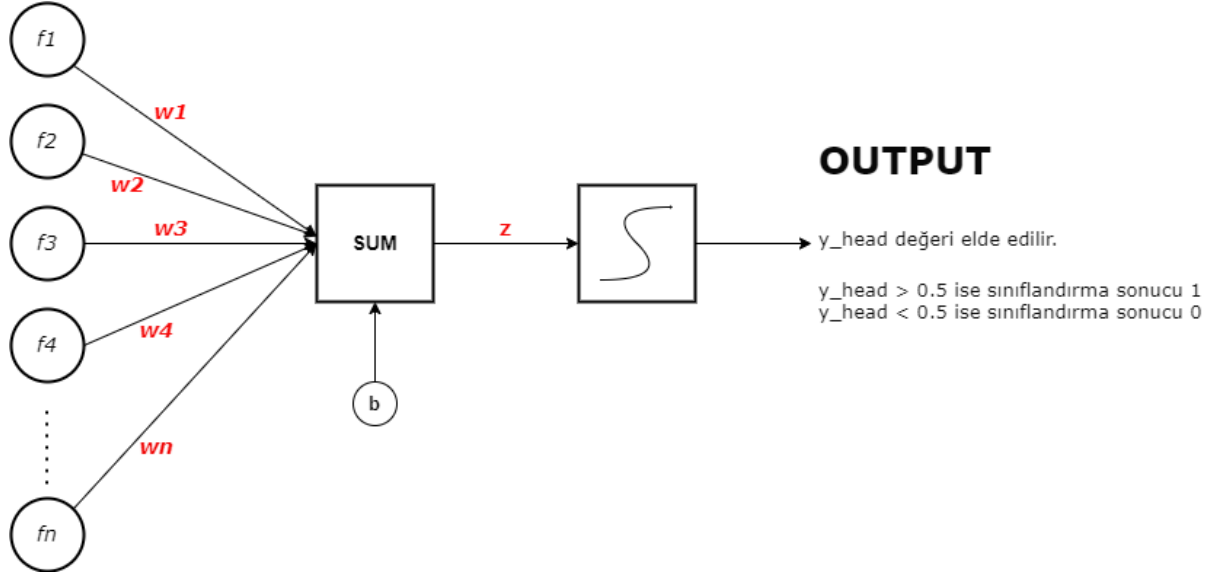 f1
w1
f2
w2
f3
w3
f4
w4
fn
wn
SUM
b
z
OUTPUT
y_head değeri elde edilir.
y_head > 0.5 ise sınıflandırma sonucu 1
y_head < 0.5 ise sınıflandırma sonucu 0